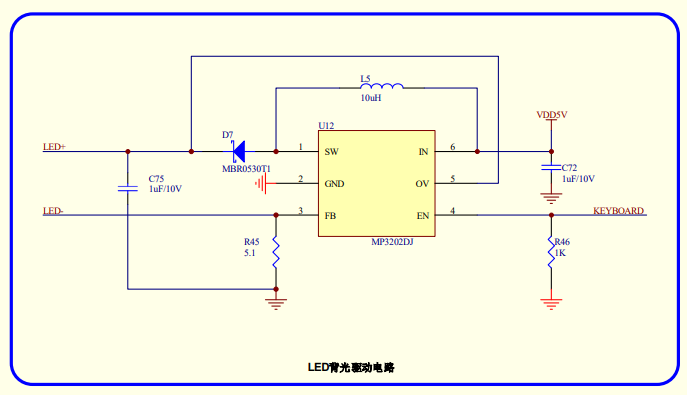 L5
10uH
U12
VDD5V
D7
LED+
1
SW
IN
6
MBR0530T1
C75
1uF/10V
2
GND
OV
5
C72
1uF/10V
LED-
3
FB
EN
4
KEYBOARD
MP3202DJ
R45
5.1
R46
1K
LED背光驱动电路